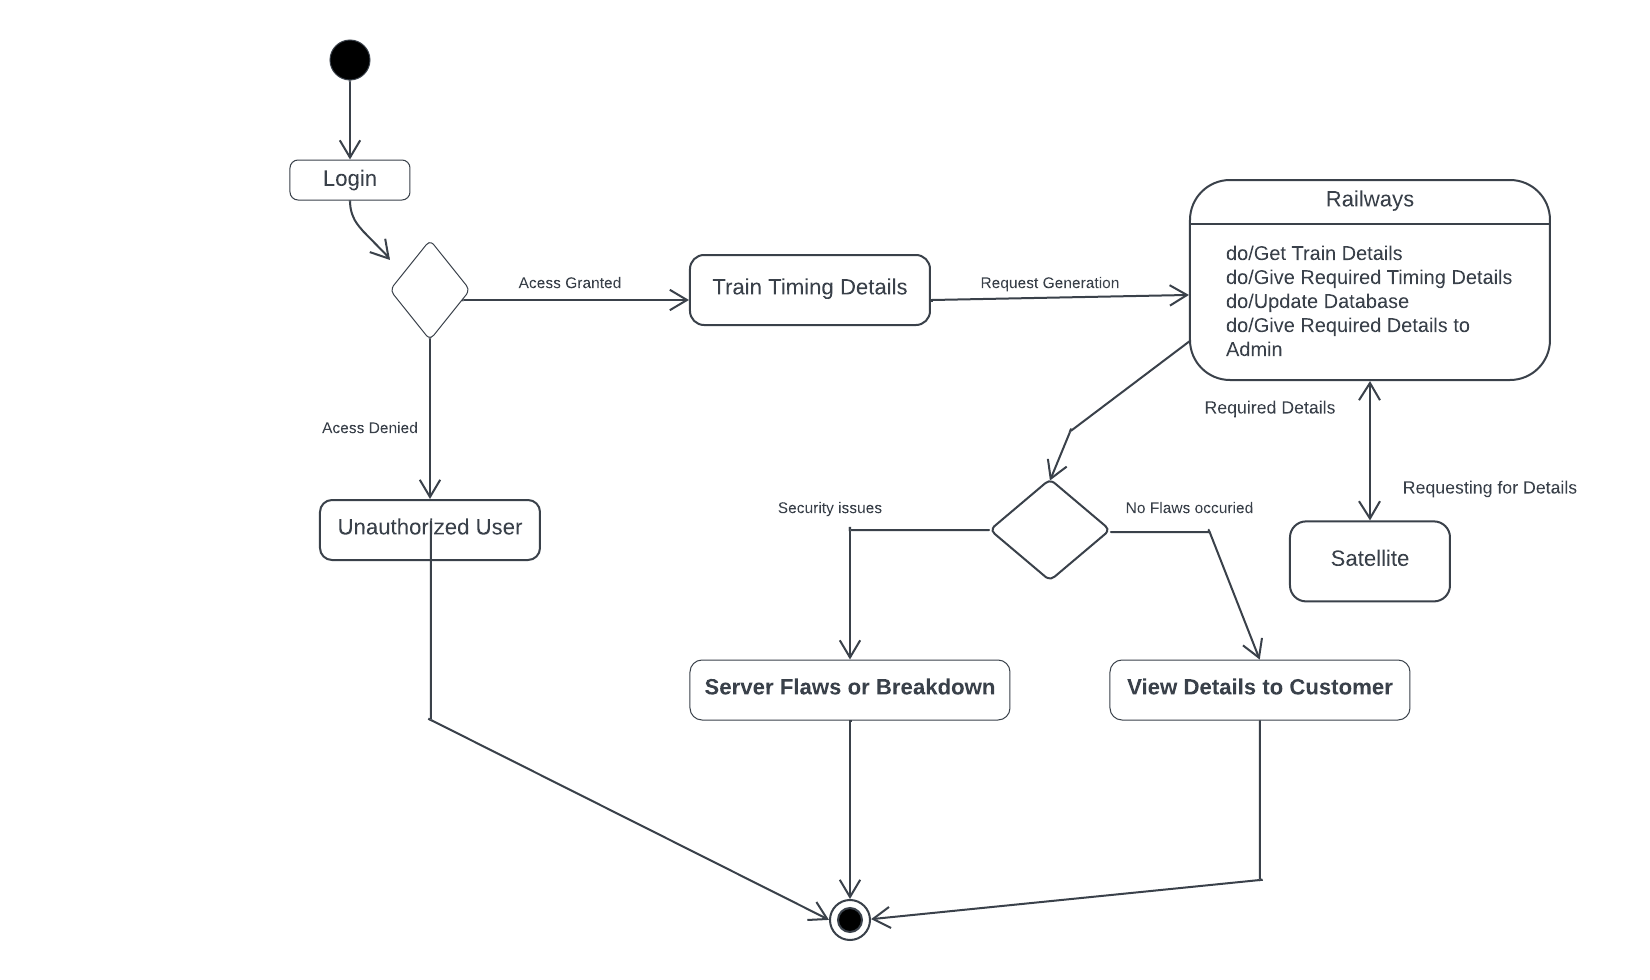 Login
Railways
do/Get Train Details
do/Give Required Timing Details
do/Update Database
do/Give Required Details to
Admin
Acess Granted
Train Timing Details
Request Generation
Required Details
Acess Denied
Requesting for Details
Security issues
No Flaws occuried
Unauthorized User
Satellite
Server Flaws or Breakdown
View Details to Customer